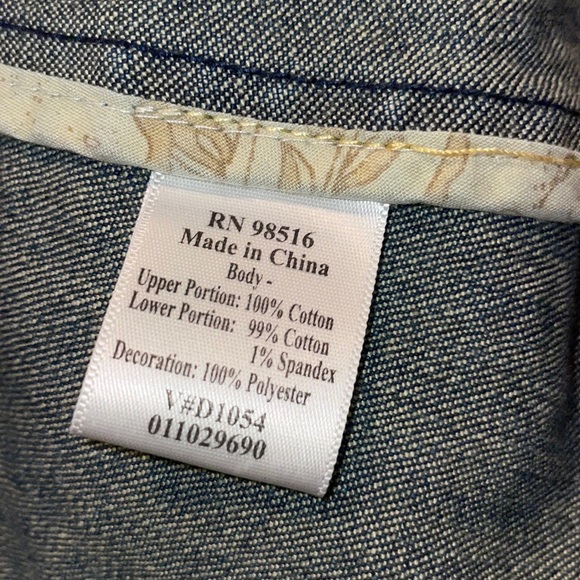 RN 98516
Made in China
Body -
Upper Portion: 100% Cotton
Lower Portion: 99% Cotton
1% Spandex
Decoration: 100% Polyester
V#D1054
011029690